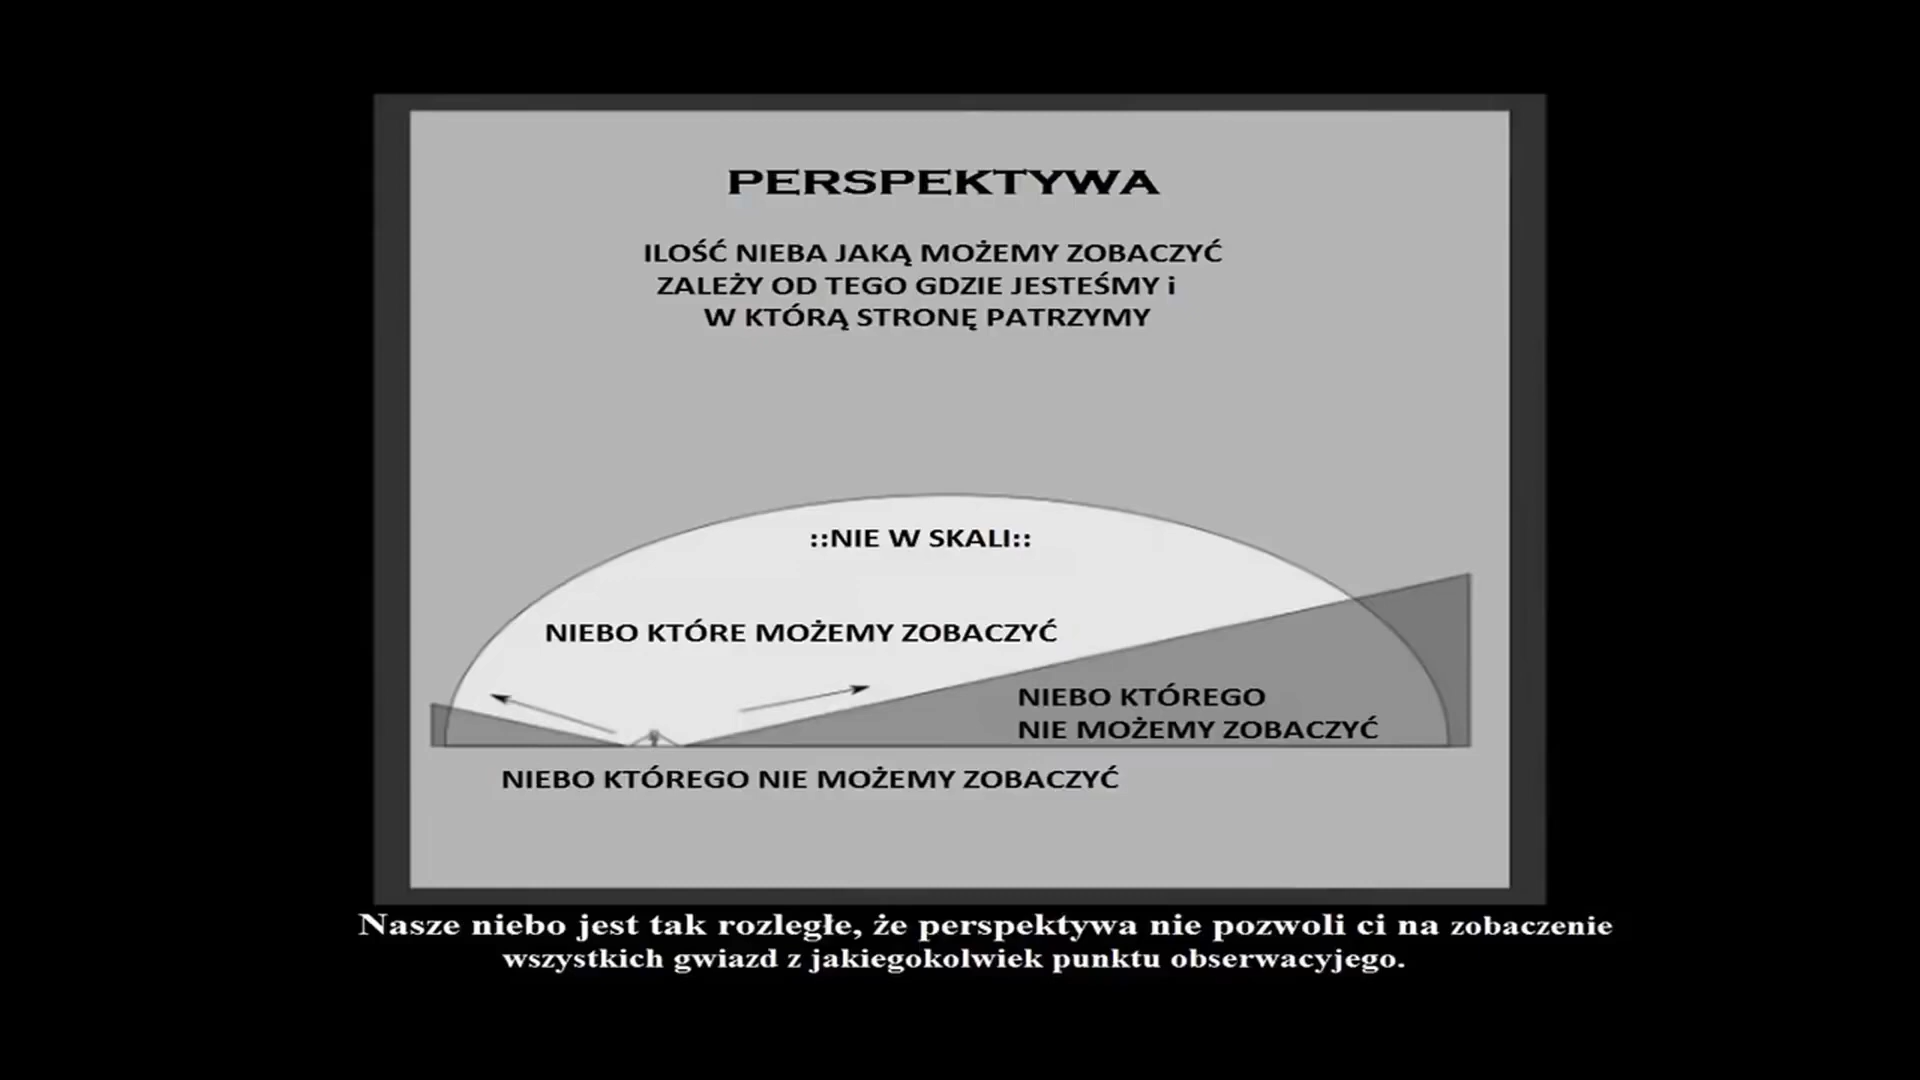 PERSPEKTYWA
ILOŚĆ NIEBA JAKĄ MOŻEMY ZOBACZYĆ
ZALEŻY OD TEGO GDZIE JESTEŚMY i
W KTÓRĄ STRONĘ PATRZYMY
::NIE W SKALI::
NIEBO KTÓRE MOŻEMY ZOBACZYĆ
NIEBO KTÓREGO
NIE MOŻEMY ZOBACZYĆ
NIEBO KTÓREGO NIE MOŻEMY ZOBACZYĆ
Nasze niebo jest tak rozległe, że perspektywa nie pozwoli ci na zobaczenie
wszystkich gwiazd z jakiegokolwiek punktu obserwacyjego.